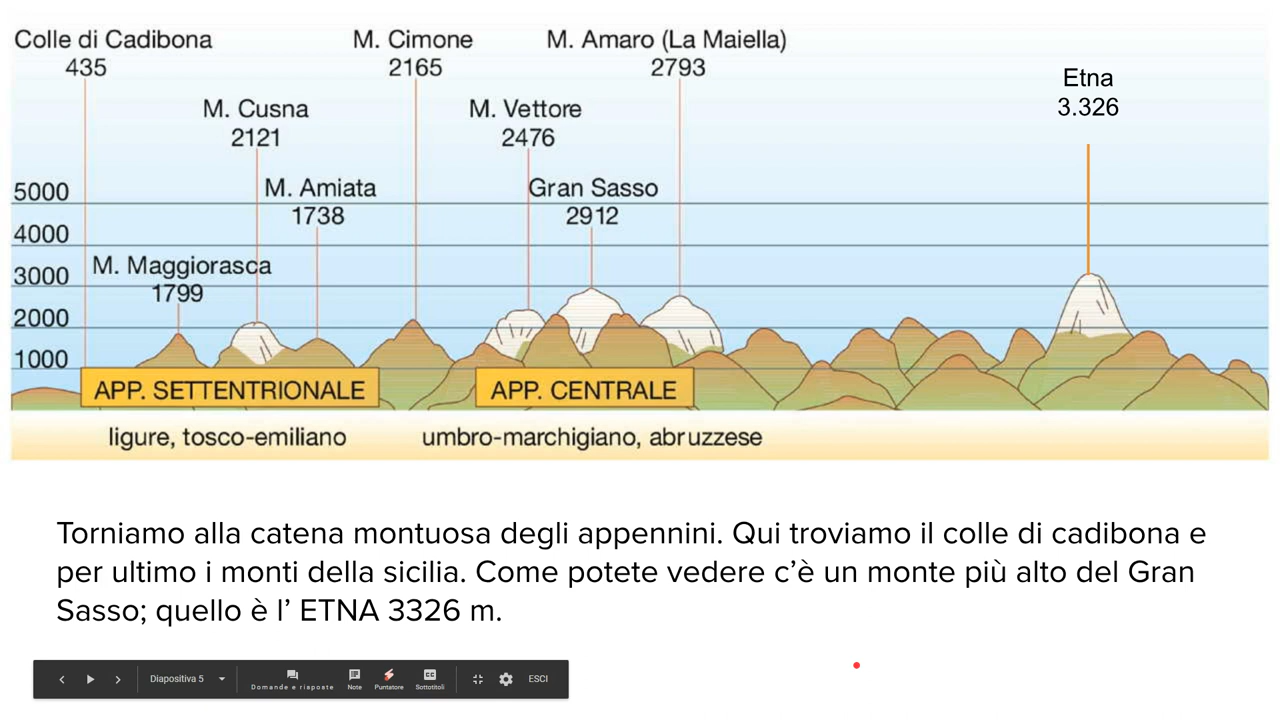 Colle di Cadibona
435
M. Cimone
2165
M. Amaro (La Maiella)
2793
Etna
3.326
M. Cusna
2121
M. Vettore
2476
M. Amiata
1738
Gran Sasso
2912
M. Maggiorasca
1799
5000
4000
3000
2000
1000
APP. SETTENTRIONALE
APP. CENTRALE
ligure, tosco-emiliano
umbro-marchigiano, abruzzese
Torniamo alla catena montuosa degli appennini. Qui troviamo il colle di cadibona e
per ultimo i monti della sicilia. Come potete vedere c’è un monte più alto del Gran
Sasso; quello è l’ ETNA 3326 m.
Diapositiva 5
Domande e risposte
Note
Puntatore
Sottotitoli
ESCI